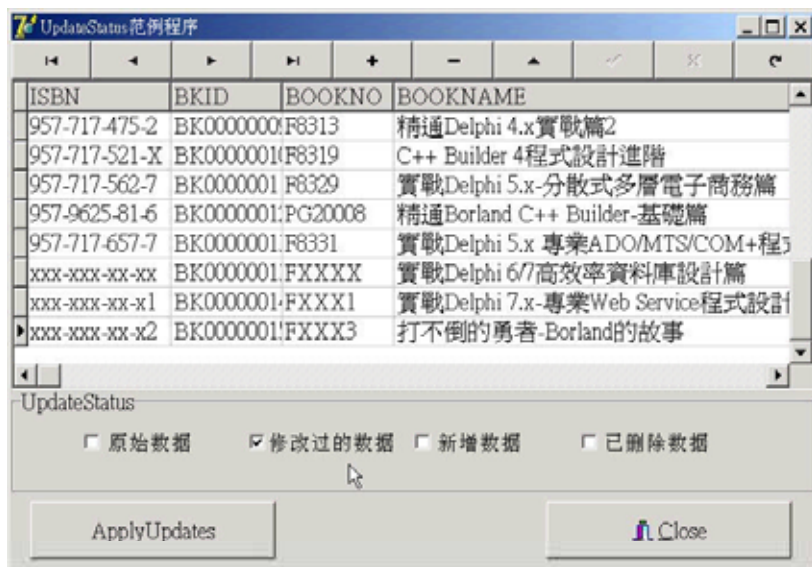 UpdateStatus范例程序
ISBN BKID BOOKNO BOOKNAME
957-717-475-2 BK0000000 F8313 精通Delphi 4.x實戰篇2
957-717-521-X BK0000001 F8319 C++ Builder 4程式設計進階
957-717-562-7 BK0000001 F8329 實戰Delphi 5.x-分散式多層電子商務篇
957-9625-81-6 BK0000001 PG20008 精通Borland C++ Builder-基礎篇
957-717-657-7 BK0000001 F8331 實戰Delphi 5.x 專業ADO/MTS/COM+程式
xxx-xxx-xx-xx BK0000001 FXXXX 實戰Delphi 6/7高效率資料庫設計篇
xxx-xxx-xx-x1 BK0000001 FXXX1 實戰Delphi 7.x-專業Web Service程式設計
xxx-xxx-xx-x2 BK0000001 FXXX3 打不倒的勇者-Borland的故事
UpdateStatus
原始数据 修改过的数据 新增数据 已删除数据
ApplyUpdates Close